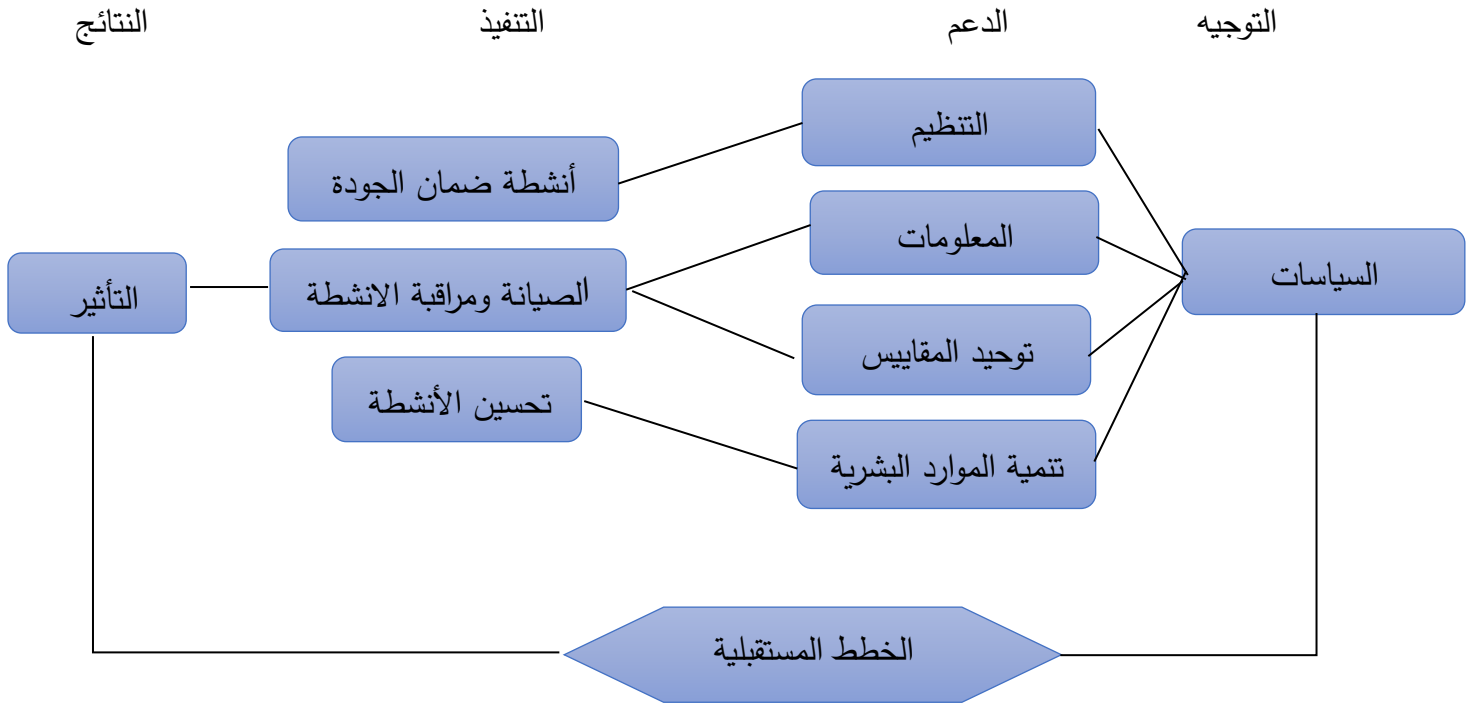 التوجيه
الدعم
التنفيذ
النتائج
التنظيم
أنشطة ضمان الجودة
المعلومات
السياسات
الصيانة ومراقبة الانشطة
التأثير
توحيد المقاييس
تحسين الأنشطة
تنمية الموارد البشرية
الخطط المستقبلية